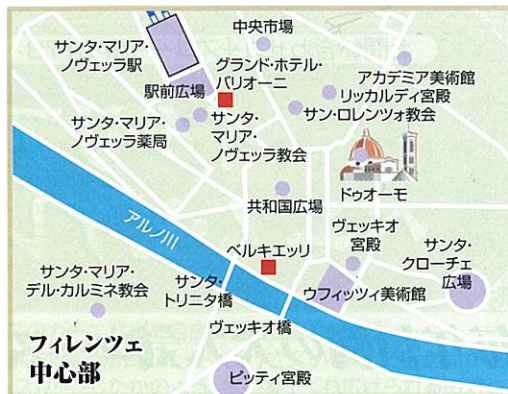 中央市場
サンタ・マリア・
ノヴェッラ駅
グランド・ホテル・
バリオーニ
アカデミア美術館
駅前広場
リッカルディ宮殿
サン・ロレンツォ教会
サンタ・マリア・
ノヴェッラ薬局
サンタ・
マリア・
ノヴェッラ教会
ドゥオーモ
共和国広場
アルノ川
ヴェッキオ
宮殿
サンタ・
クローチェ
広場
ベルキエッリ
サンタ・マリア・
デル・カルミネ教会
サンタ・
トリニタ橋
ウフィッツィ美術館
ヴェッキオ橋
フィレンツェ
中心部
ピッティ宮殿